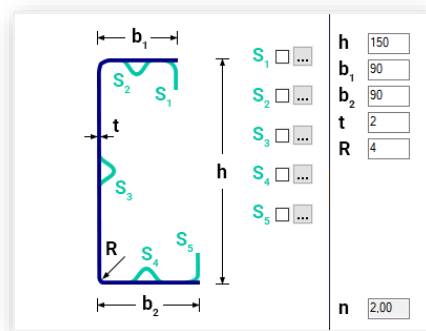 b1
S2
S1
t
S3
h
R
S4
S5
b2
S1 ...
S2 ...
S3 ...
S4 ...
S5 ...
h 150
b1 90
b2 90
t 2
R 4
n 2,00